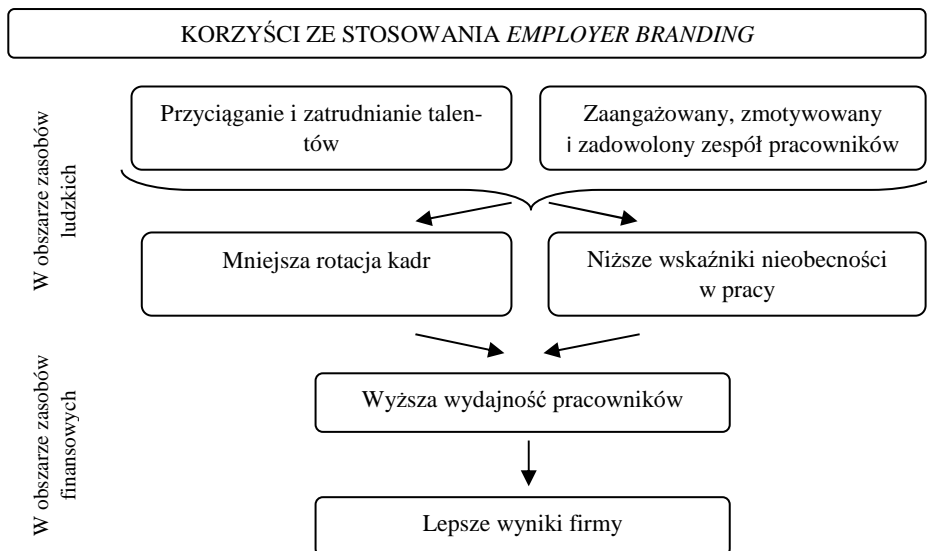 KORZYŚCI ZE STOSOWANIA EMPLOYER BRANDING
W obszarze zasobów
ludzkich
Przyciąganie i zatrudnianie talen-
tów
Zaangażowany, zmotywowany
i zadowolony zespół pracowników
Mniejsza rotacja kadr
Niższe wskaźniki nieobecności
w pracy
W obszarze zasobów
finansowych
Wyższa wydajność pracowników
Lepsze wyniki firmy